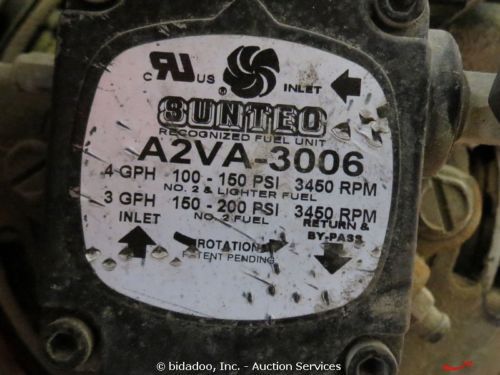 C RU US
INLET
®
SUNTEC
RECOGNIZED FUEL UNIT
A2VA-3006
4 GPH 100 - 150 PSI 3450 RPM
NO. 2 & LIGHTER FUEL
3 GPH 150 - 200 PSI 3450 RPM
NO. 2 FUEL
INLET
RETURN &
BY-PASS
ROTATION
PATENT PENDING
© bidadoo, Inc. - Auction Services